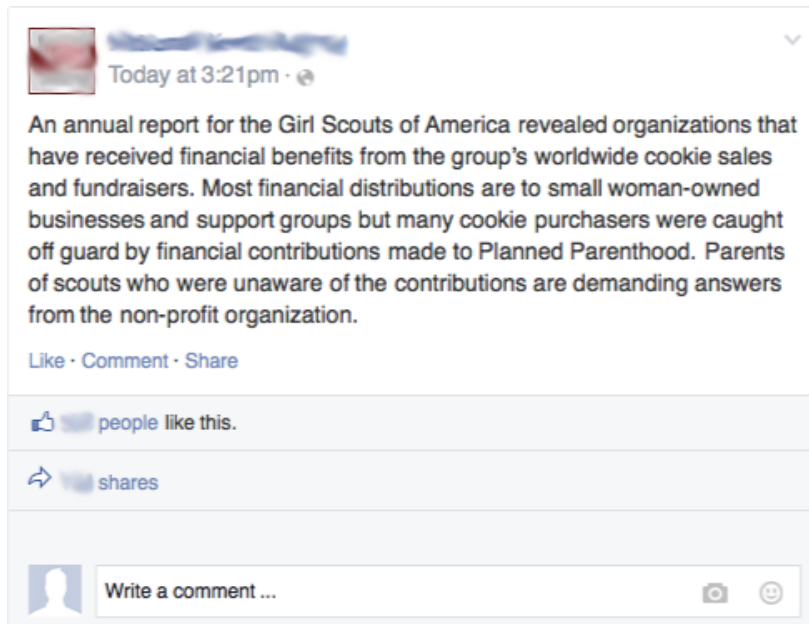 Today at 3:21pm ·
An annual report for the Girl Scouts of America revealed organizations that
have received financial benefits from the group's worldwide cookie sales
and fundraisers. Most financial distributions are to small woman-owned
businesses and support groups but many cookie purchasers were caught
off guard by financial contributions made to Planned Parenthood. Parents
of scouts who were unaware of the contributions are demanding answers
from the non-profit organization.
Like · Comment · Share
people like this.
shares
Write a comment ...